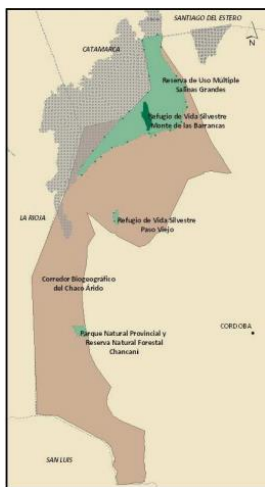 SANTIAGO DEL ESTEBO
CATAMARCA
N
Reserva de Uso Múltiple
Salinas Grandes
Refugio de Vida Silvestre
Monte de las Barrancas
LA RIOJA
Refugio de Vida Silvestre
Paso Viejo
Corredor Biogeográfico
del Chaco Árido
CORDOBA
Parque Natural Provincial y
Reserva Natural Forestal
Chancaní
SAN LUIS